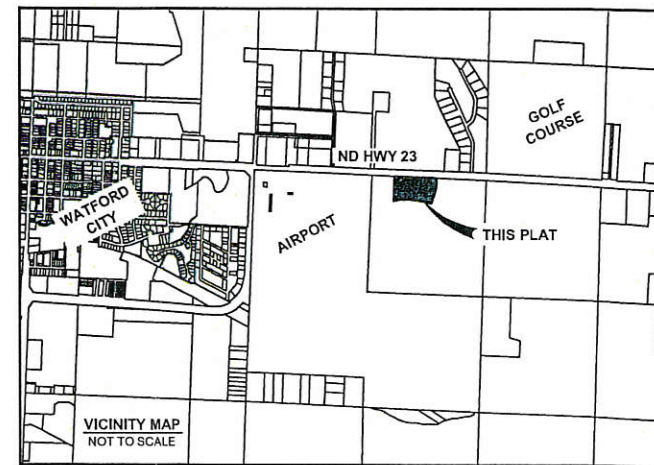 GOLF
COURSE
ND HWY 23
WATFORD
CITY
AIRPORT
THIS PLAT
VICINITY MAP
NOT TO SCALE